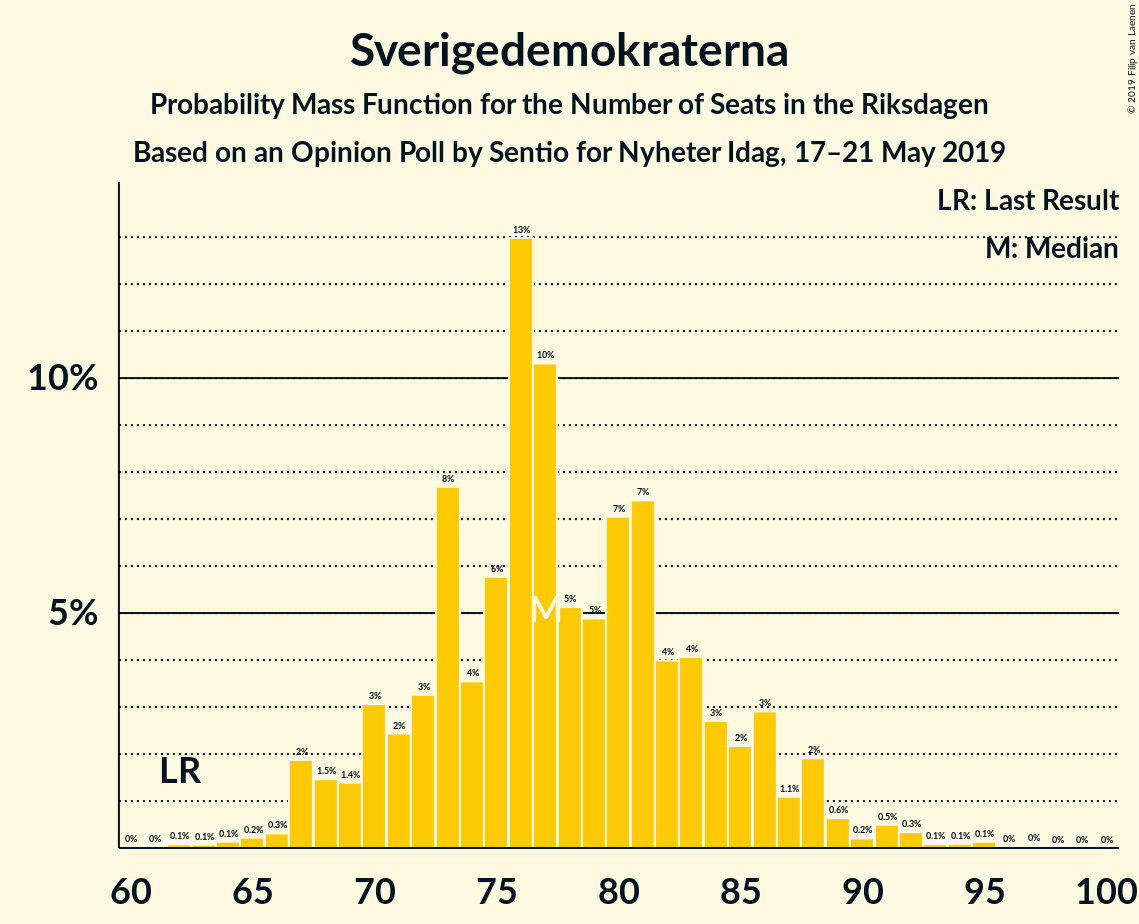 Sverigedemokraterna
Probability Mass Function for the Number of Seats in the Riksdagen
Based on an Opinion Poll by Sentio for Nyheter Idag, 17–21 May 2019
© 2019 Filip van Laenen
LR: Last Result
M: Median
10%
5%
0% 0% 0.1% 0.1% 0.1% 0.2% 0.3% 2% 1.5% 1.4% 3% 2% 3% 8% 4% 6% 13% 10% 5% 5% 7% 7% 4% 4% 3% 2% 3% 1.1% 2% 0.6% 0.2% 0.5% 0.3% 0.1% 0.1% 0.1% 0% 0% 0% 0% 0%
LR
M
60 65 70 75 80 85 90 95 100